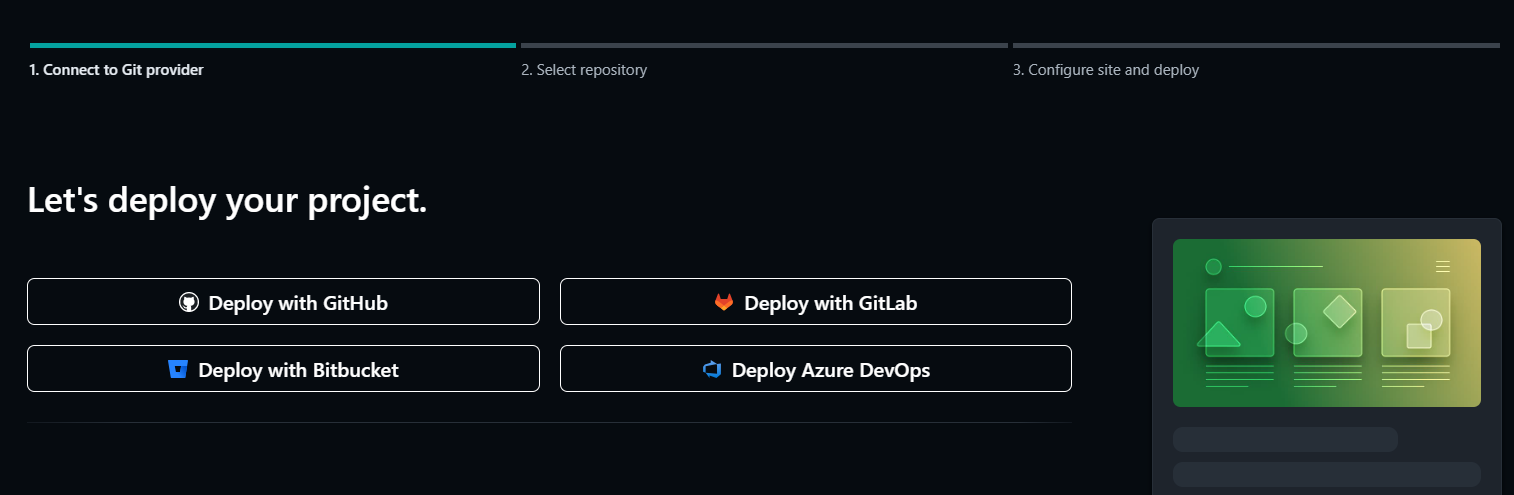 1. Connect to Git provider
2. Select repository
3. Configure site and deploy
Let's deploy your project.
Deploy with GitHub
Deploy with GitLab
Deploy with Bitbucket
Deploy Azure DevOps